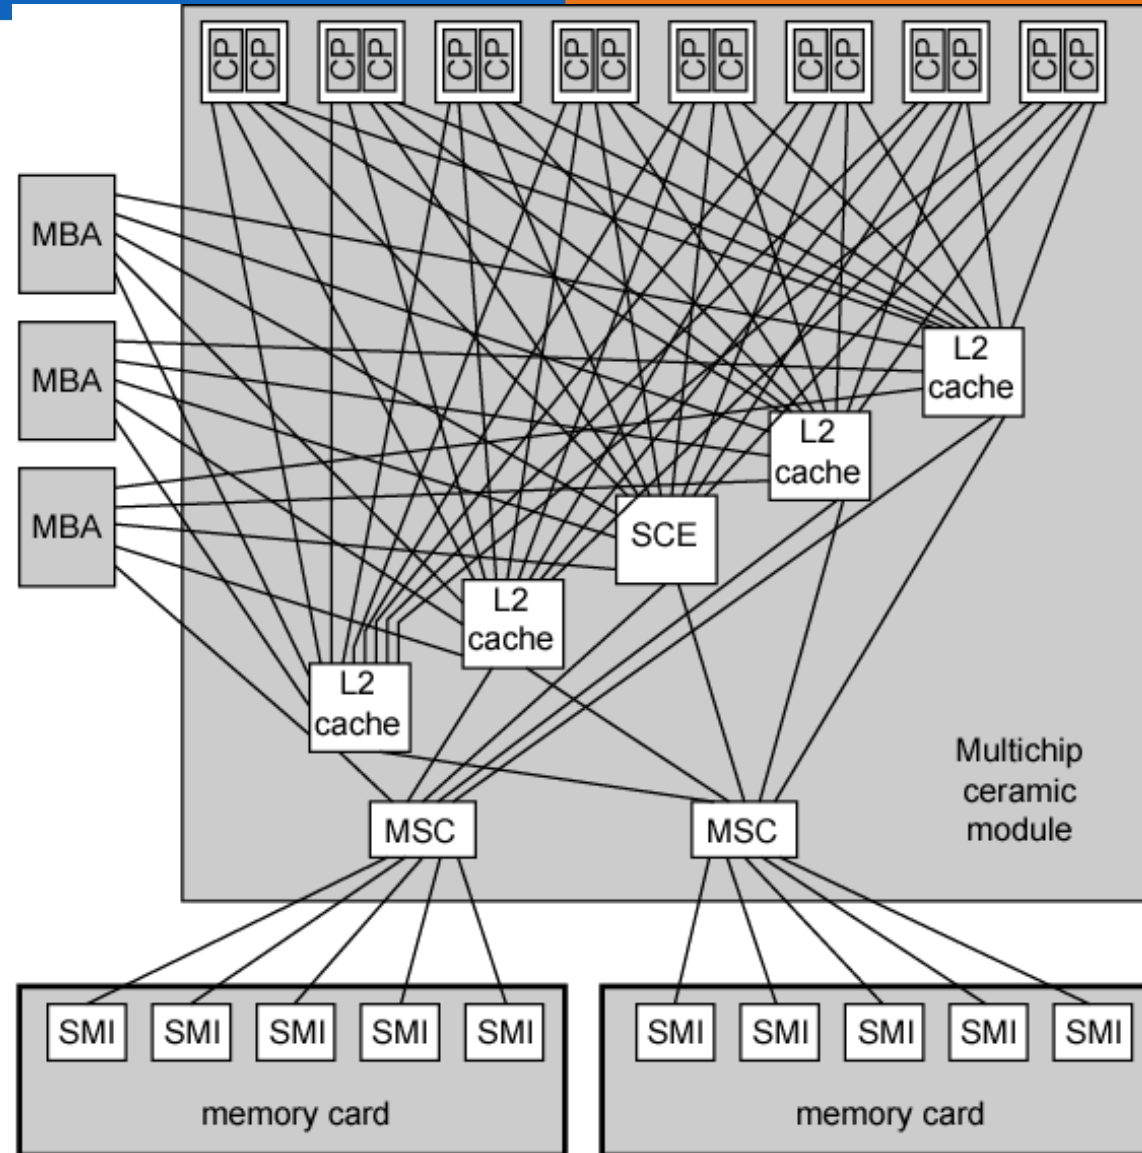 CP CP CP CP CP CP CP CP CP CP CP CP CP CP CP CP
MBA
L2
cache
MBA
L2
cache
MBA
SCE
L2
cache
L2
cache
Multichip
ceramic
module
MSC MSC
SMI SMI SMI SMI SMI SMI SMI SMI SMI SMI
memory card memory card